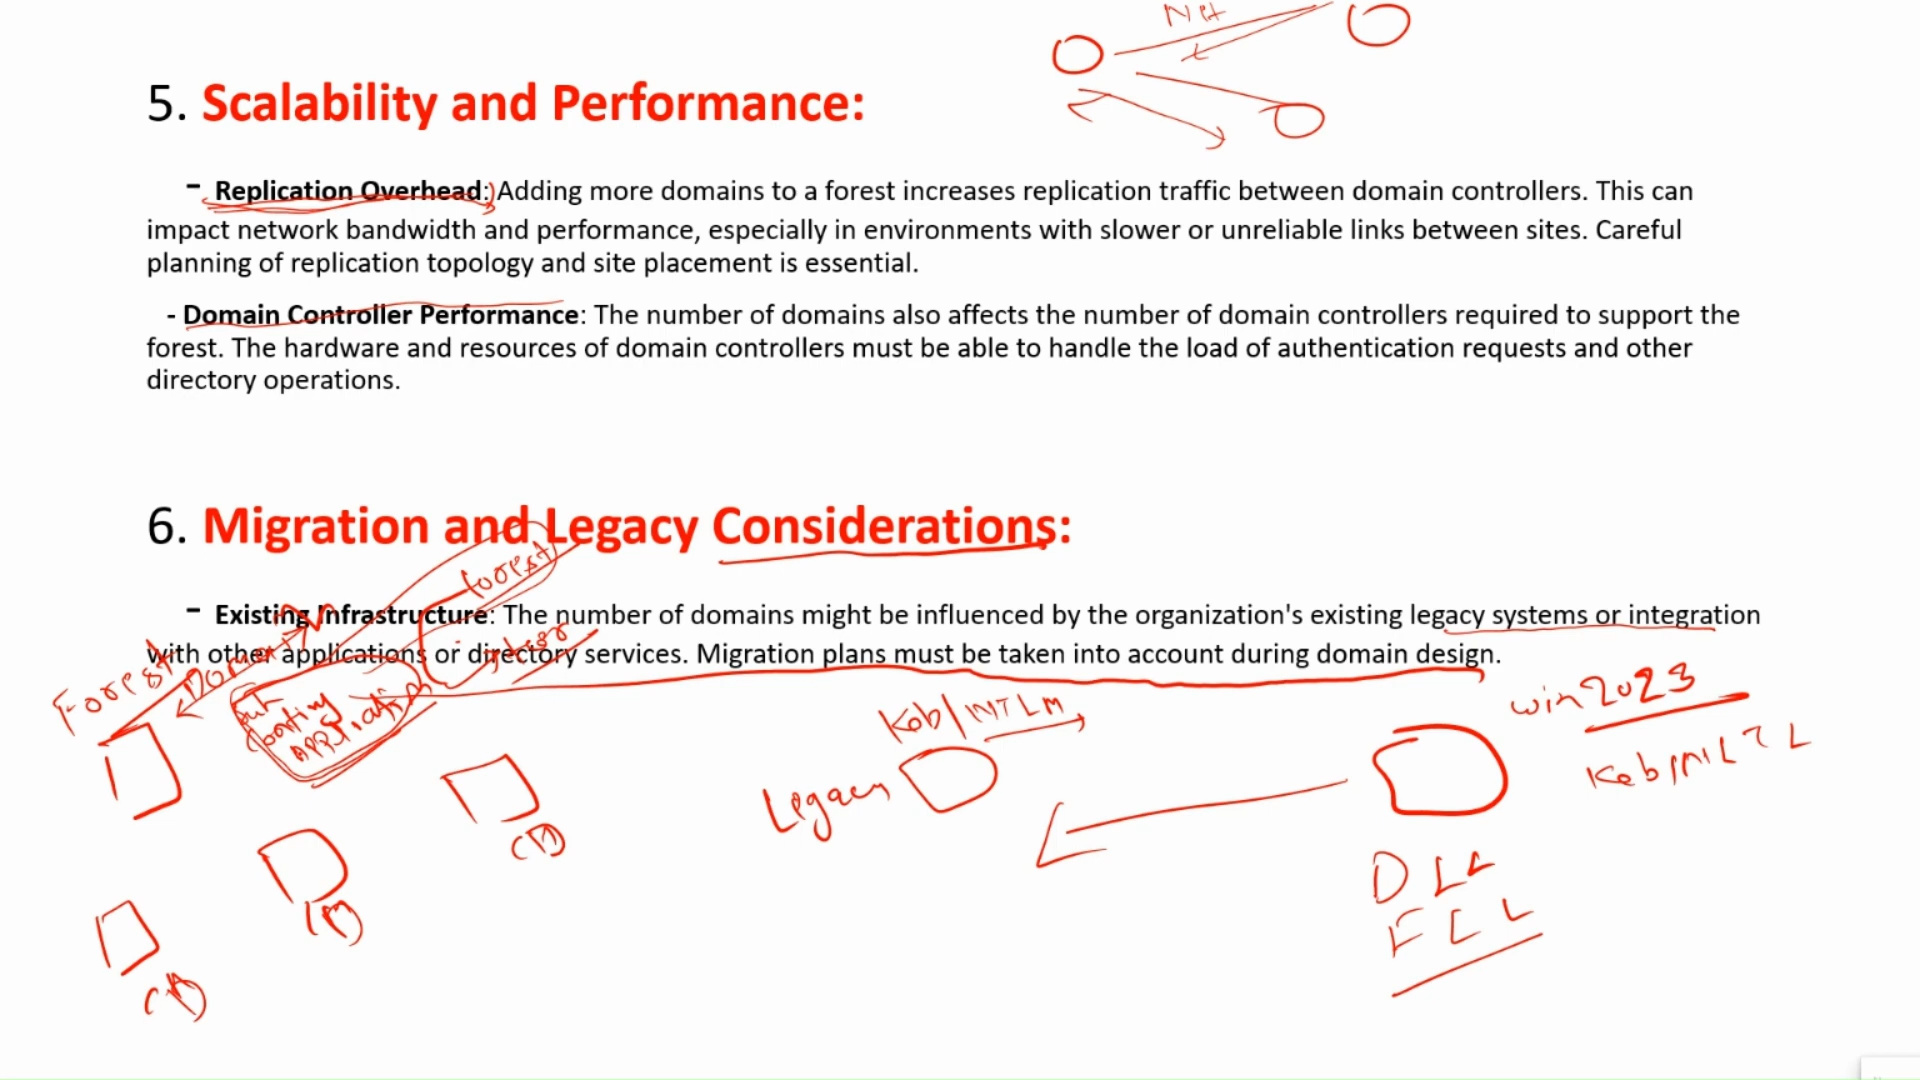 Net
5. Scalability and Performance:
- Replication Overhead: Adding more domains to a forest increases replication traffic between domain controllers. This can
impact network bandwidth and performance, especially in environments with slower or unreliable links between sites. Careful
planning of replication topology and site placement is essential.
- Domain Controller Performance: The number of domains also affects the number of domain controllers required to support the
forest. The hardware and resources of domain controllers must be able to handle the load of authentication requests and other
directory operations.
6. Migration and Legacy Considerations:
forest
- Existing Infrastructure: The number of domains might be influenced by the organization's existing legacy systems or integration
with other applications or directory services. Migration plans must be taken into account during domain design.
Forest
Win2023
Legacy